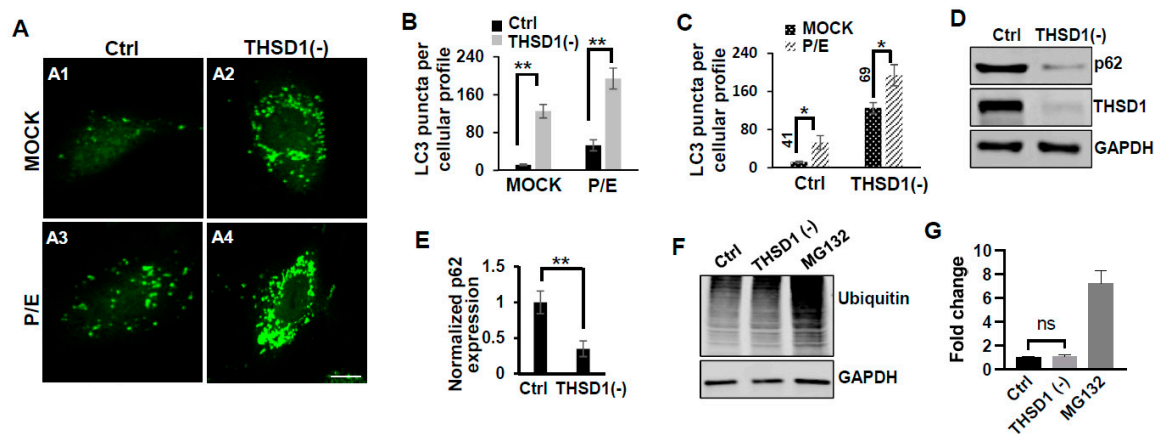 A
Ctrl
THSD1(-)
A1
A2
MOCK
A3
A4
P/E
B
Ctrl
THSD1(-)
LC3 puncta per
cellular profile
240
160
80
0
**
**
MOCK
P/E
C
MOCK
P/E
LC3 puncta per
cellular profile
240
160
80
0
41
*
69
*
Ctrl
THSD1(-)
D
Ctrl
THSD1(-)
p62
THSD1
GAPDH
E
Normalized p62
expression
1.5
1
0.5
0
**
Ctrl
THSD1(-)
F
Ctrl
THSD1 (-)
MG132
Ubiquitin
GAPDH
G
Fold change
10
8
6
4
2
0
ns
Ctrl
THSD1 (-)
MG132